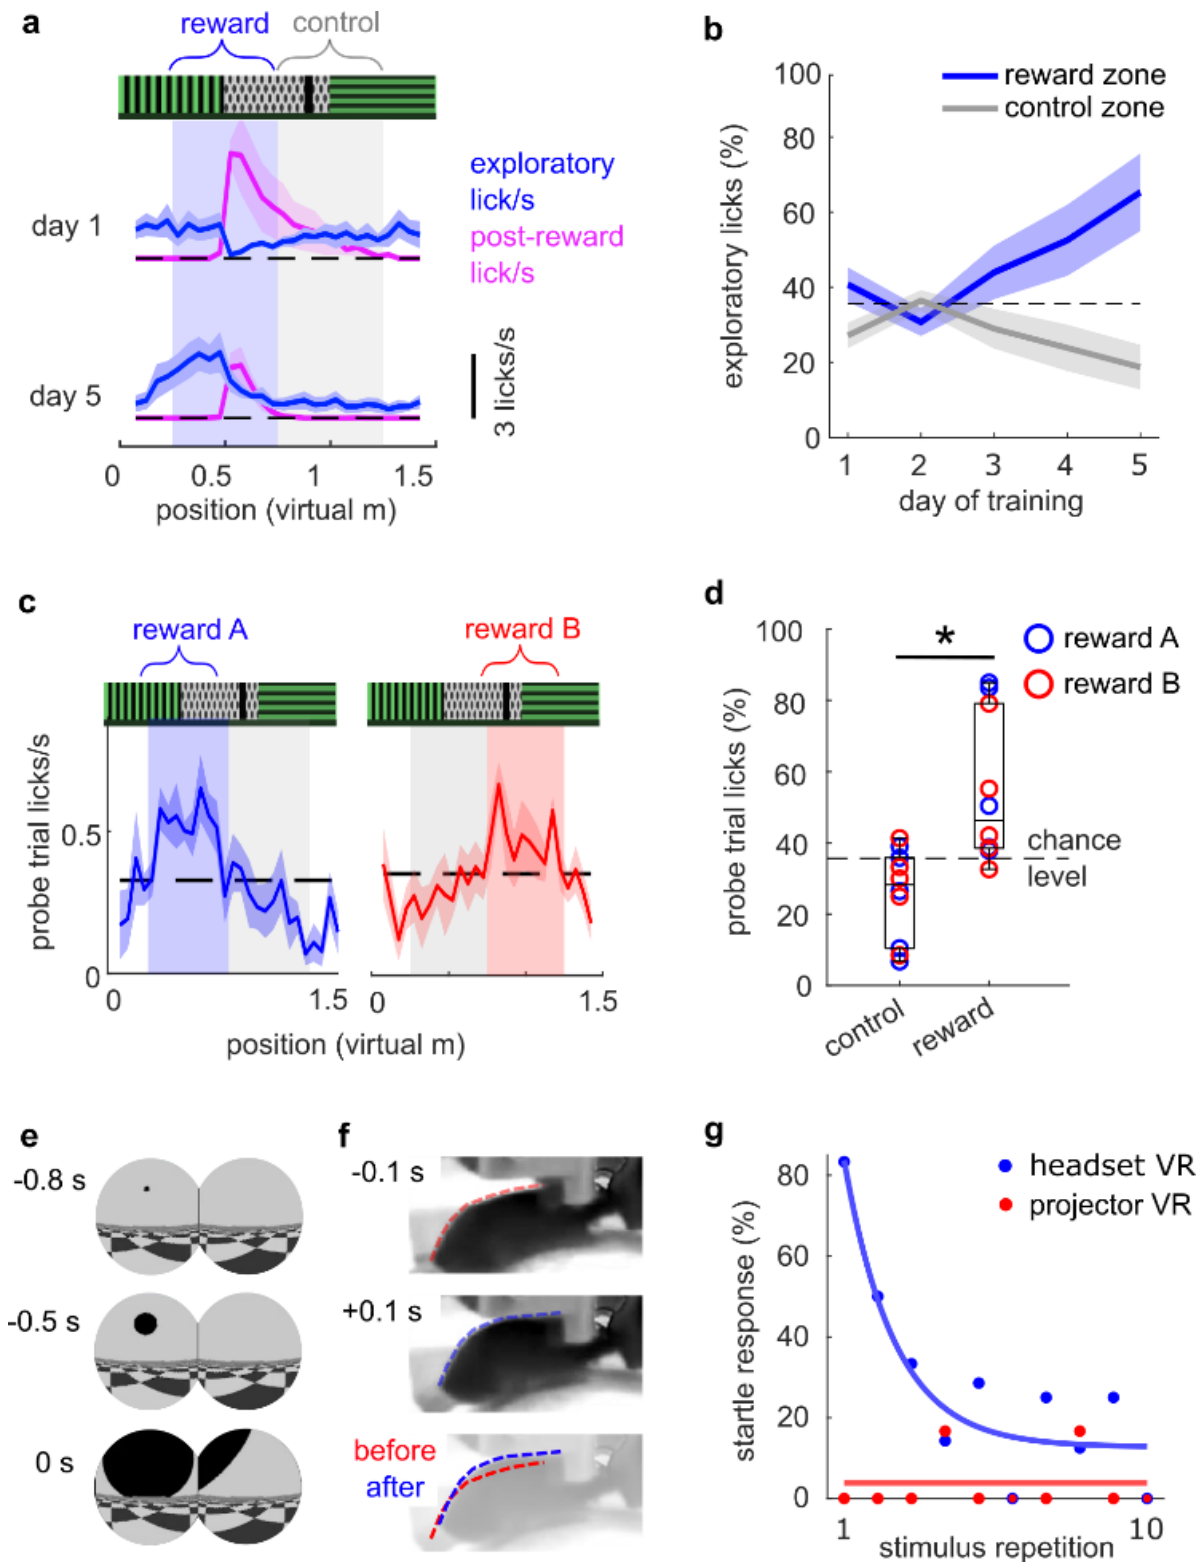 a
reward control
exploratory
lick/s
post-reward
lick/s
day 1
day 5
3 licks/s
0 0.5 1 1.5
position (virtual m)
b
100
80
60
40
20
0
exploratory licks (%)
reward zone
control zone
1 2 3 4 5
day of training
c
reward A reward B
probe trial licks/s
0.5
0
0 1.5 0 1.5
position (virtual m)
d
100
80
60
40
20
0
probe trial licks (%)
*
reward A
reward B
chance
level
control reward
e
-0.8 s
-0.5 s
0 s
f
-0.1 s
+0.1 s
before
after
g
80
60
40
20
0
startle response (%)
headset VR
projector VR
1 10
stimulus repetition